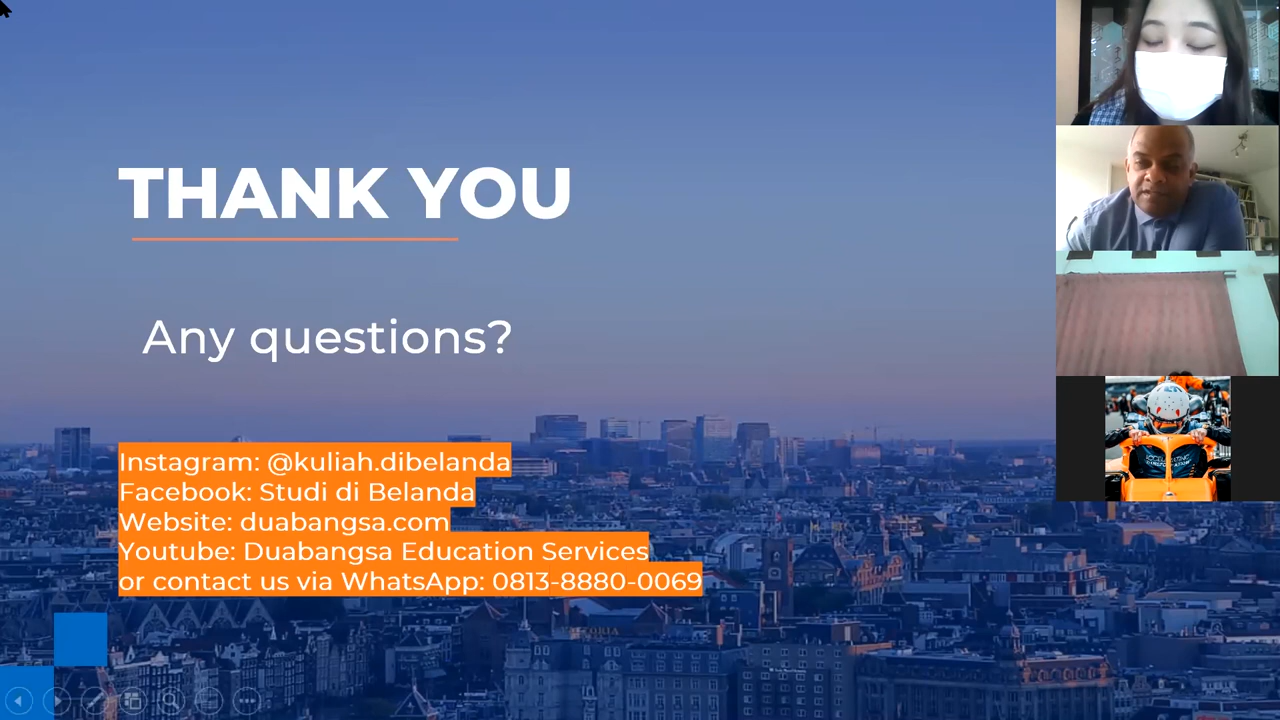 THANK YOU
Any questions?
Instagram: @kuliah.dibelanda
Facebook: Studi di Belanda
Website: duabangsa.com
Youtube: Duabangsa Education Services
or contact us via WhatsApp: 0813-8880-0069
VICTORIA